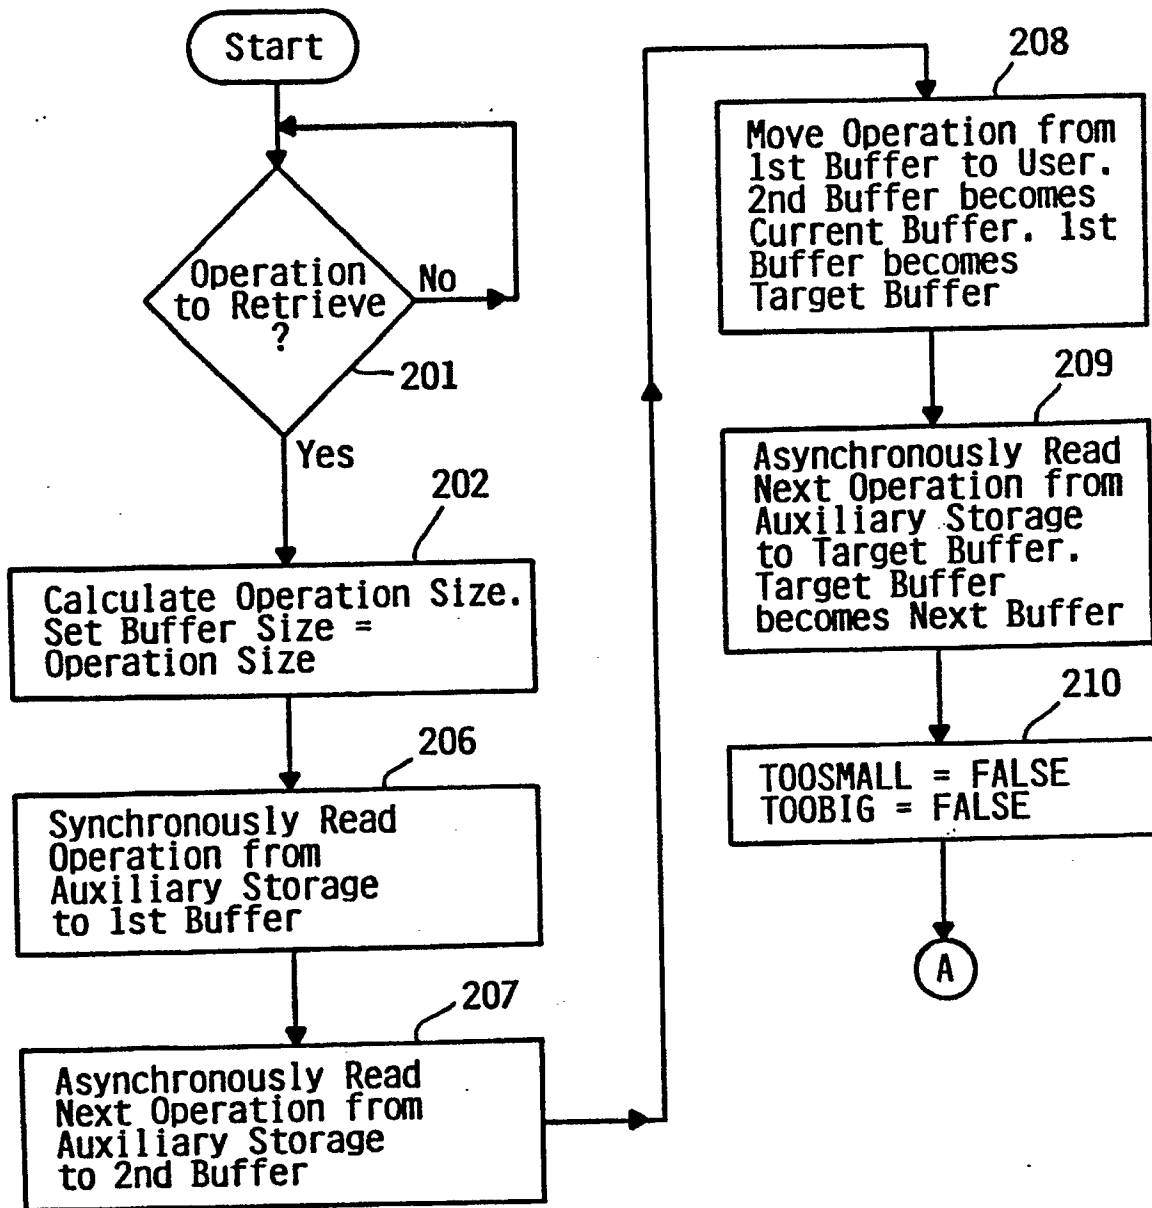 Start
Operation
to Retrieve
?
No
201
Yes
202
Calculate Operation Size.
Set Buffer Size =
Operation Size
206
Synchronously Read
Operation from
Auxiliary Storage
to 1st Buffer
207
Asynchronously Read
Next Operation from
Auxiliary Storage
to 2nd Buffer
208
Move Operation from
1st Buffer to User.
2nd Buffer becomes
Current Buffer. 1st
Buffer becomes
Target Buffer
209
Asynchronously Read
Next Operation from
Auxiliary Storage
to Target Buffer.
Target Buffer
becomes Next Buffer
210
TOOSMALL = FALSE
TOOBIG = FALSE
A